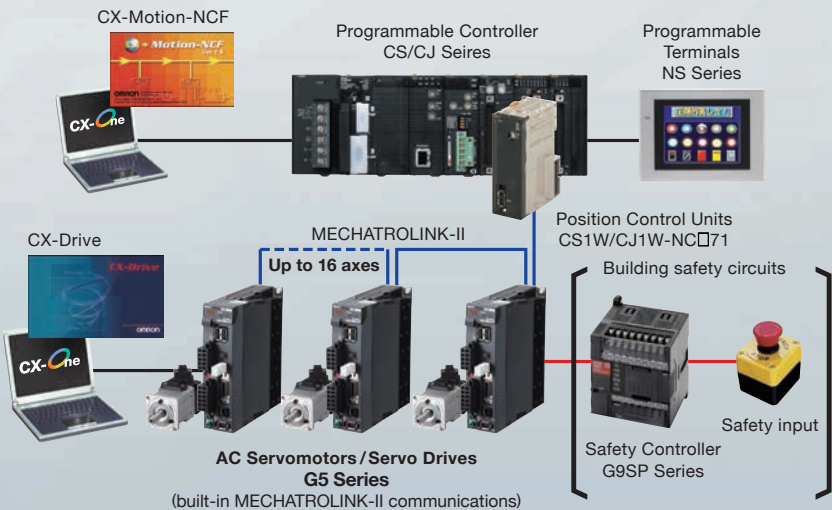 CX-Motion-NCF
Motion-NCF
OMRON
CX-One
Programmable Controller
CS/CJ Seires
Programmable
Terminals
NS Series
Position Control Units
CS1W/CJ1W-NC□71
CX-Drive
CX-Drive
OMRON
CX-One
MECHATROLINK-II
Up to 16 axes
Building safety circuits
Safety Controller
G9SP Series
Safety input
AC Servomotors/Servo Drives
G5 Series
(built-in MECHATROLINK-II communications)